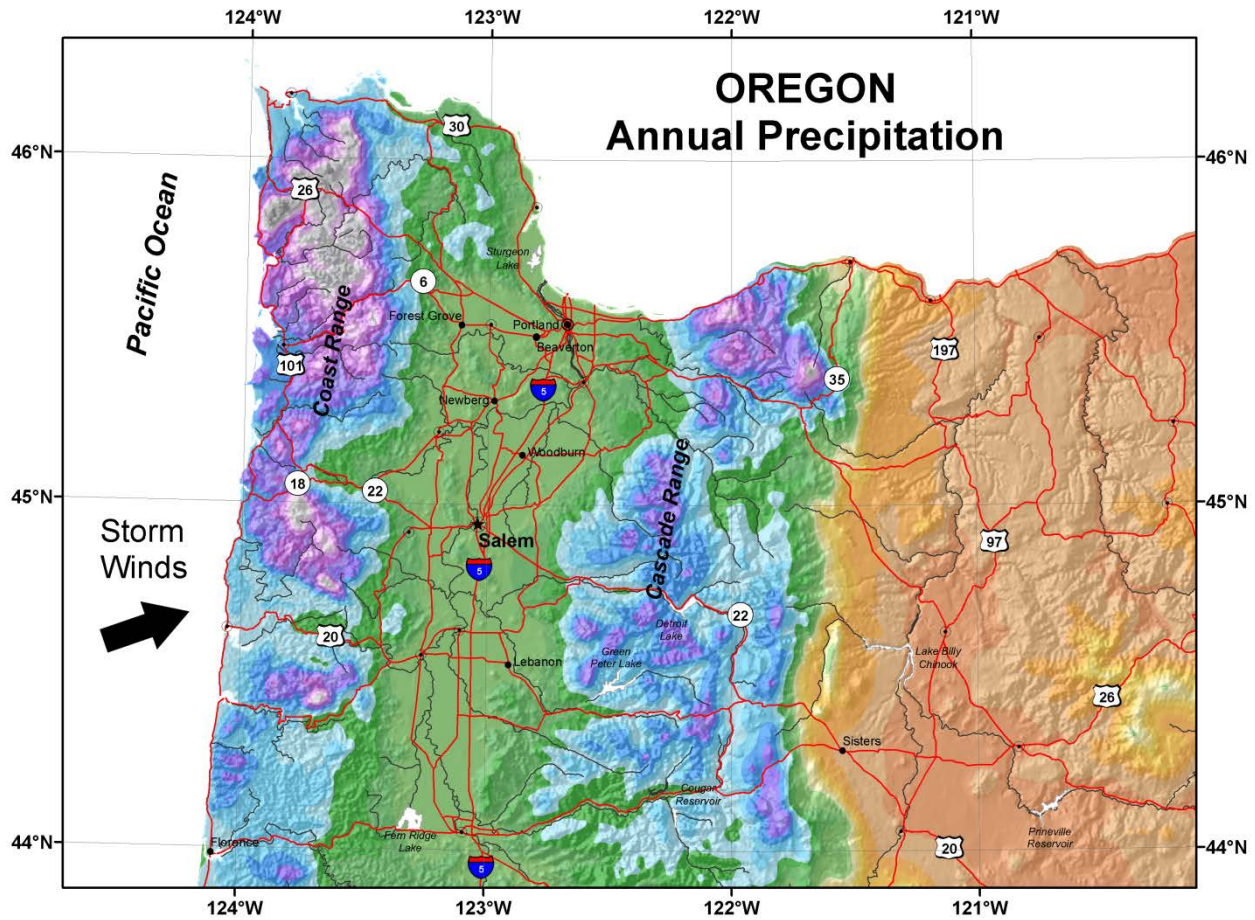 124°W
123°W
122°W
121°W
OREGON
Annual Precipitation
30
46°N
46°N
Pacific Ocean
26
Sturgeon
Lake
6
Forest Grove
Portland
Beaverton
101
Coast Range
197
35
5
Newberg
Woodburn
Cascade Range
45°N
45°N
18
22
97
Storm
Winds
Salem
5
22
20
Detroit
Lake
Green
Peter Lake
Lebanon
Lake Billy
Chinook
26
Sisters
Cougar
Reservoir
Fern Ridge
Lake
Prineville
Reservoir
44°N
Florence
20
44°N
5
124°W
123°W
122°W
121°W